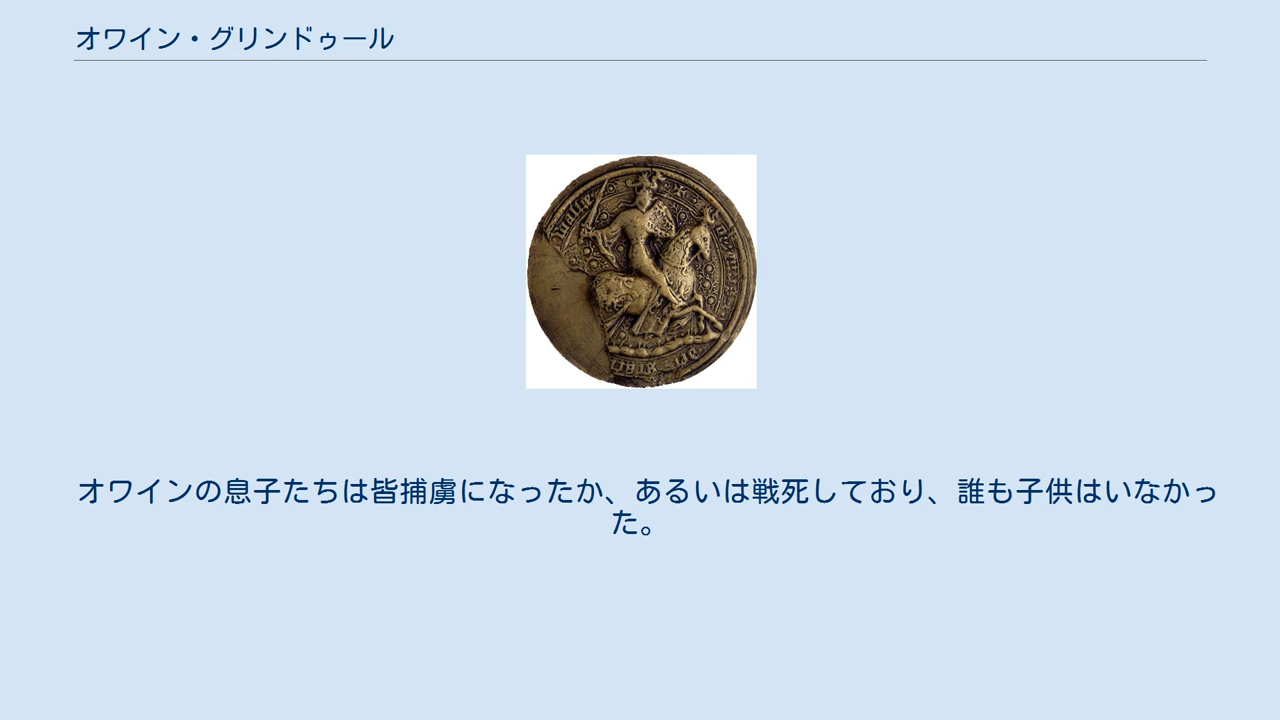 オワイン・グリンドゥール
オワインの息子たちは皆捕虜になったか、あるいは戦死しており、誰も子供はいなかっ
た。